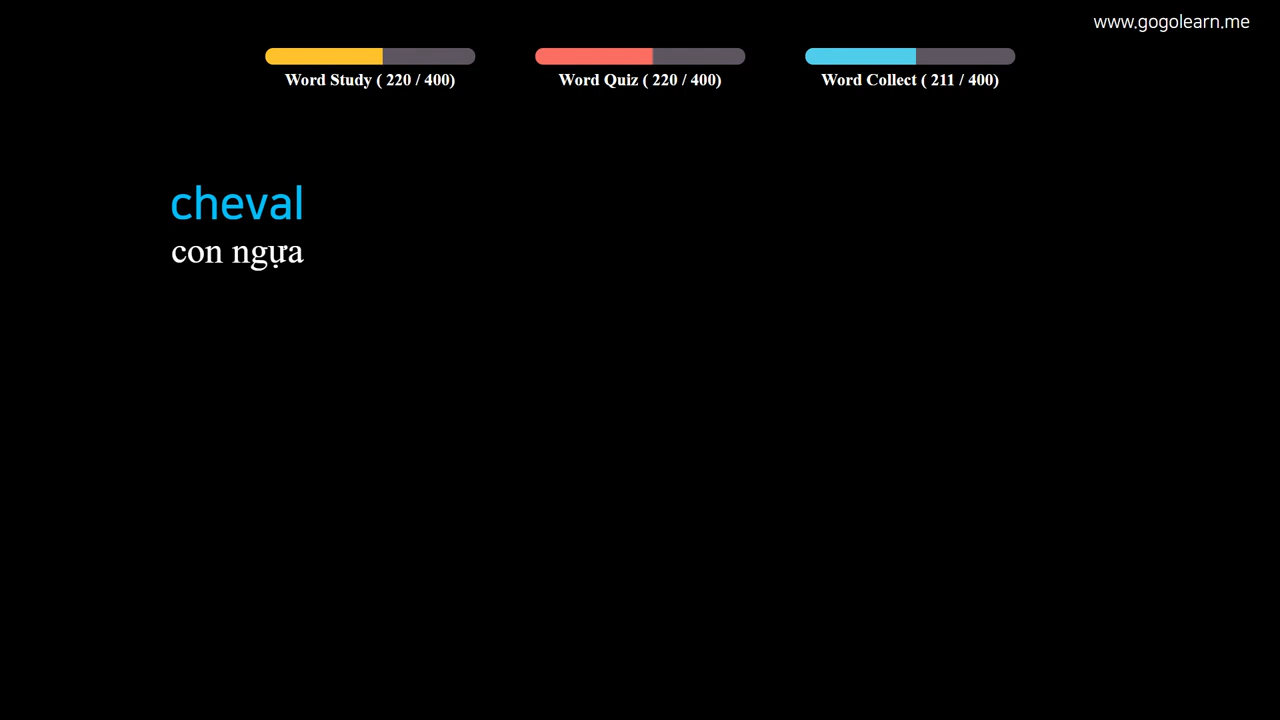 www.gogolearn.me
Word Study ( 220 / 400)
Word Quiz ( 220 / 400)
Word Collect ( 211 / 400)
cheval
con ngựa